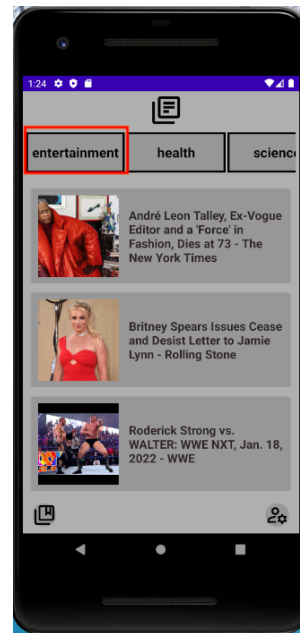 1:24
entertainment
health
science
André Leon Talley, Ex-Vogue
Editor and a 'Force' in
Fashion, Dies at 73 - The
New York Times
Britney Spears Issues Cease
and Desist Letter to Jamie
Lynn - Rolling Stone
Roderick Strong vs.
WALTER: WWE NXT, Jan. 18,
2022 - WWE